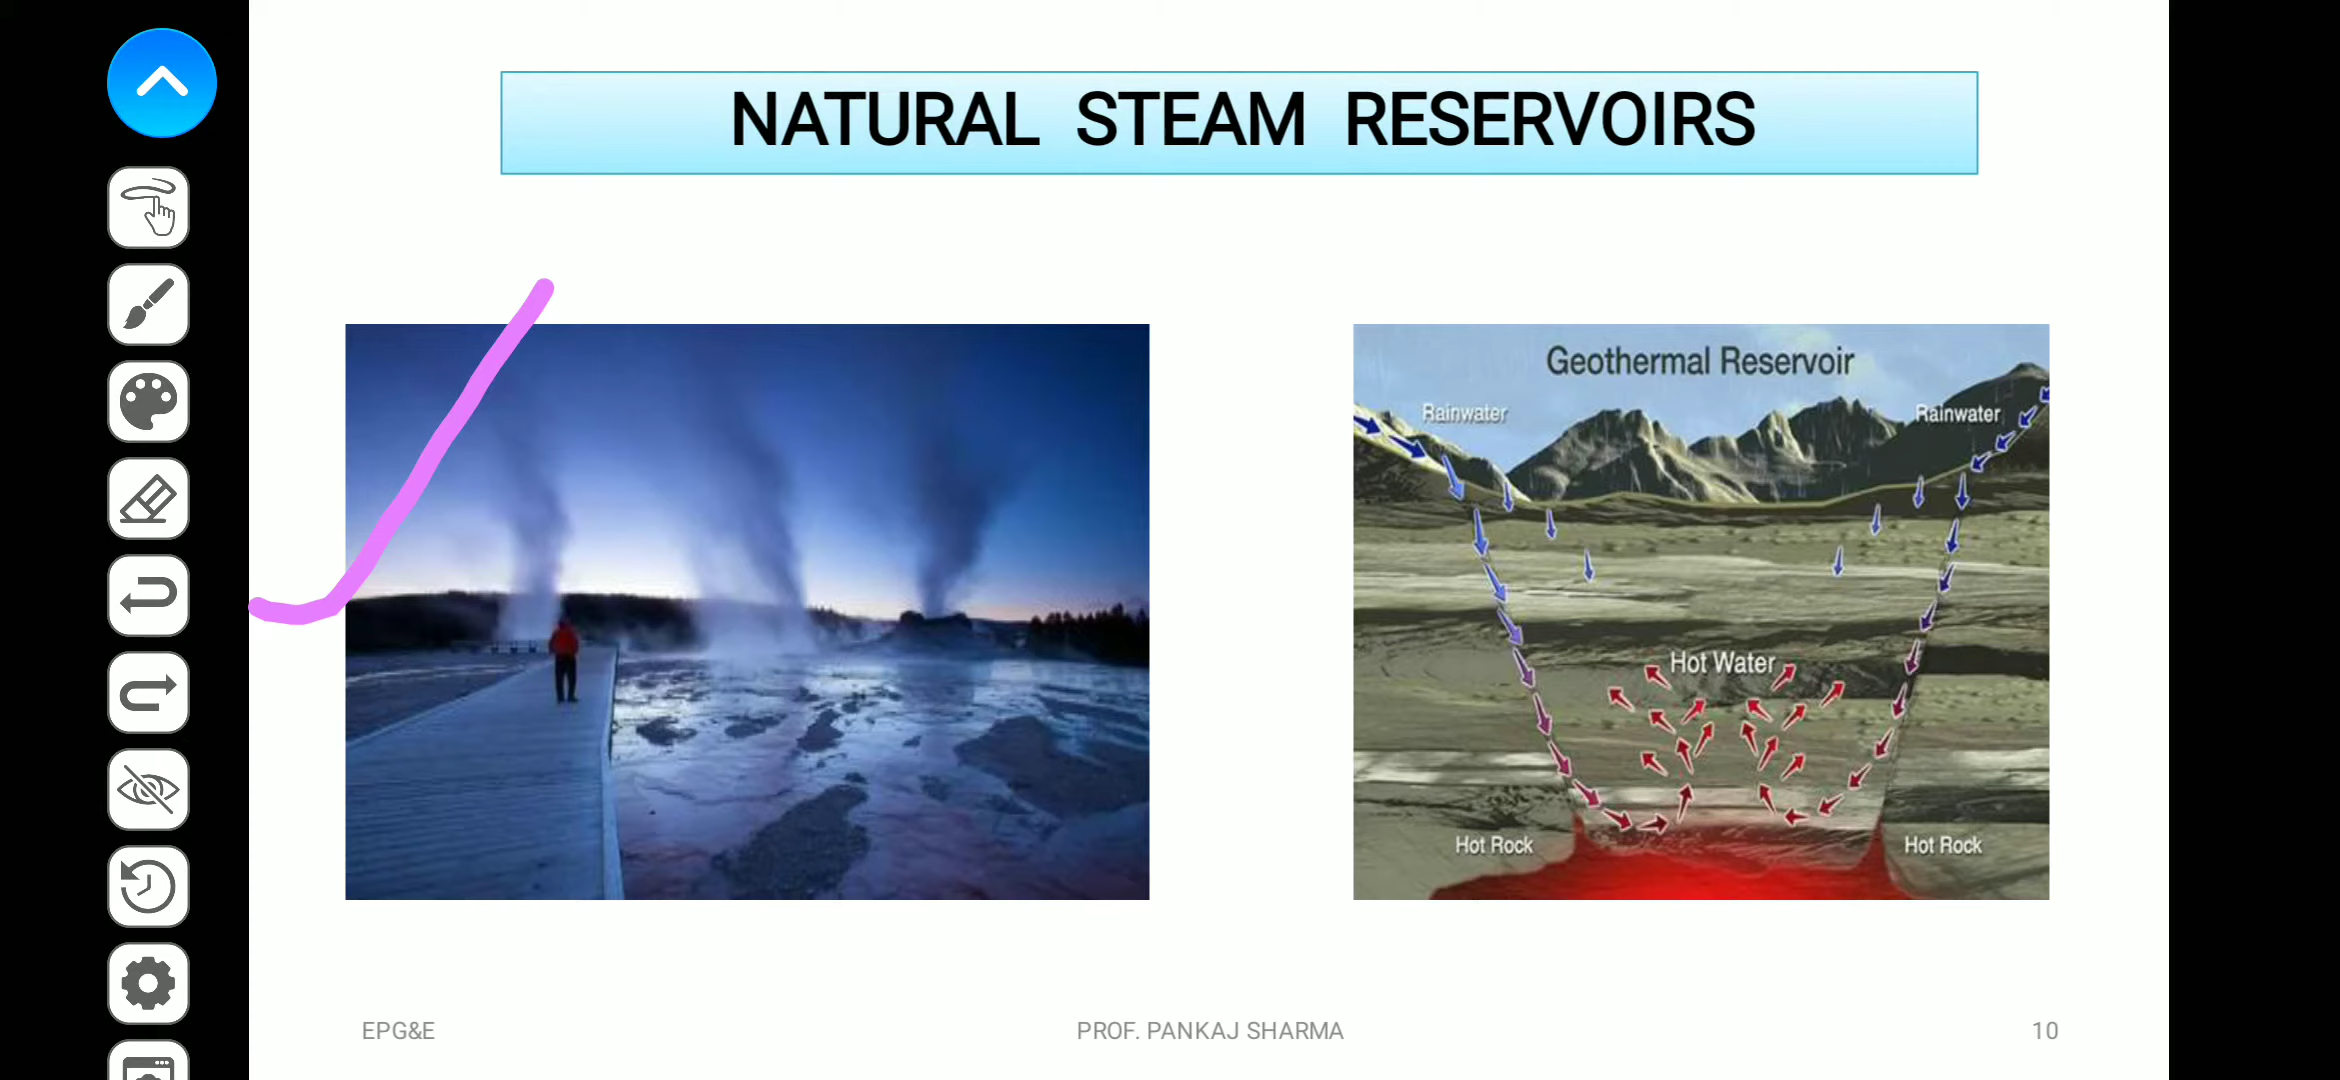 NATURAL STEAM RESERVOIRS
Geothermal Reservoir
Rainwater
Rainwater
Hot Water
Hot Rock
Hot Rock
EPG&E
PROF. PANKAJ SHARMA
10